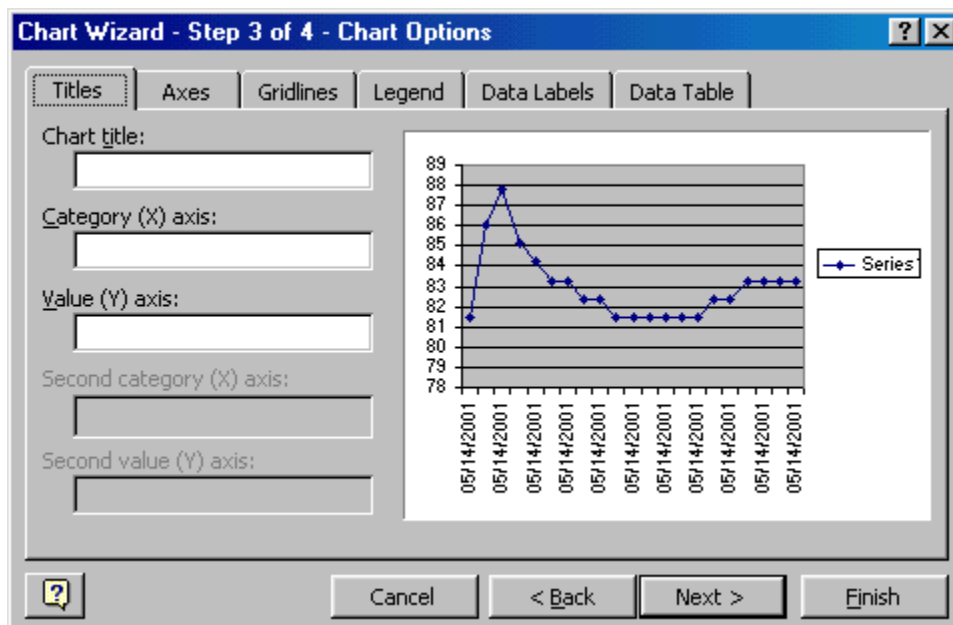 Chart Wizard - Step 3 of 4 - Chart Options
Titles Axes Gridlines Legend Data Labels Data Table
Chart title:
Category (X) axis:
Value (Y) axis:
Second category (X) axis:
Second value (Y) axis:
89
88
87
86
85
84
83
82
81
80
79
78
05/14/2001
05/14/2001
05/14/2001
05/14/2001
05/14/2001
05/14/2001
05/14/2001
05/14/2001
05/14/2001
05/14/2001
05/14/2001
Series1
Cancel < Back Next > Finish